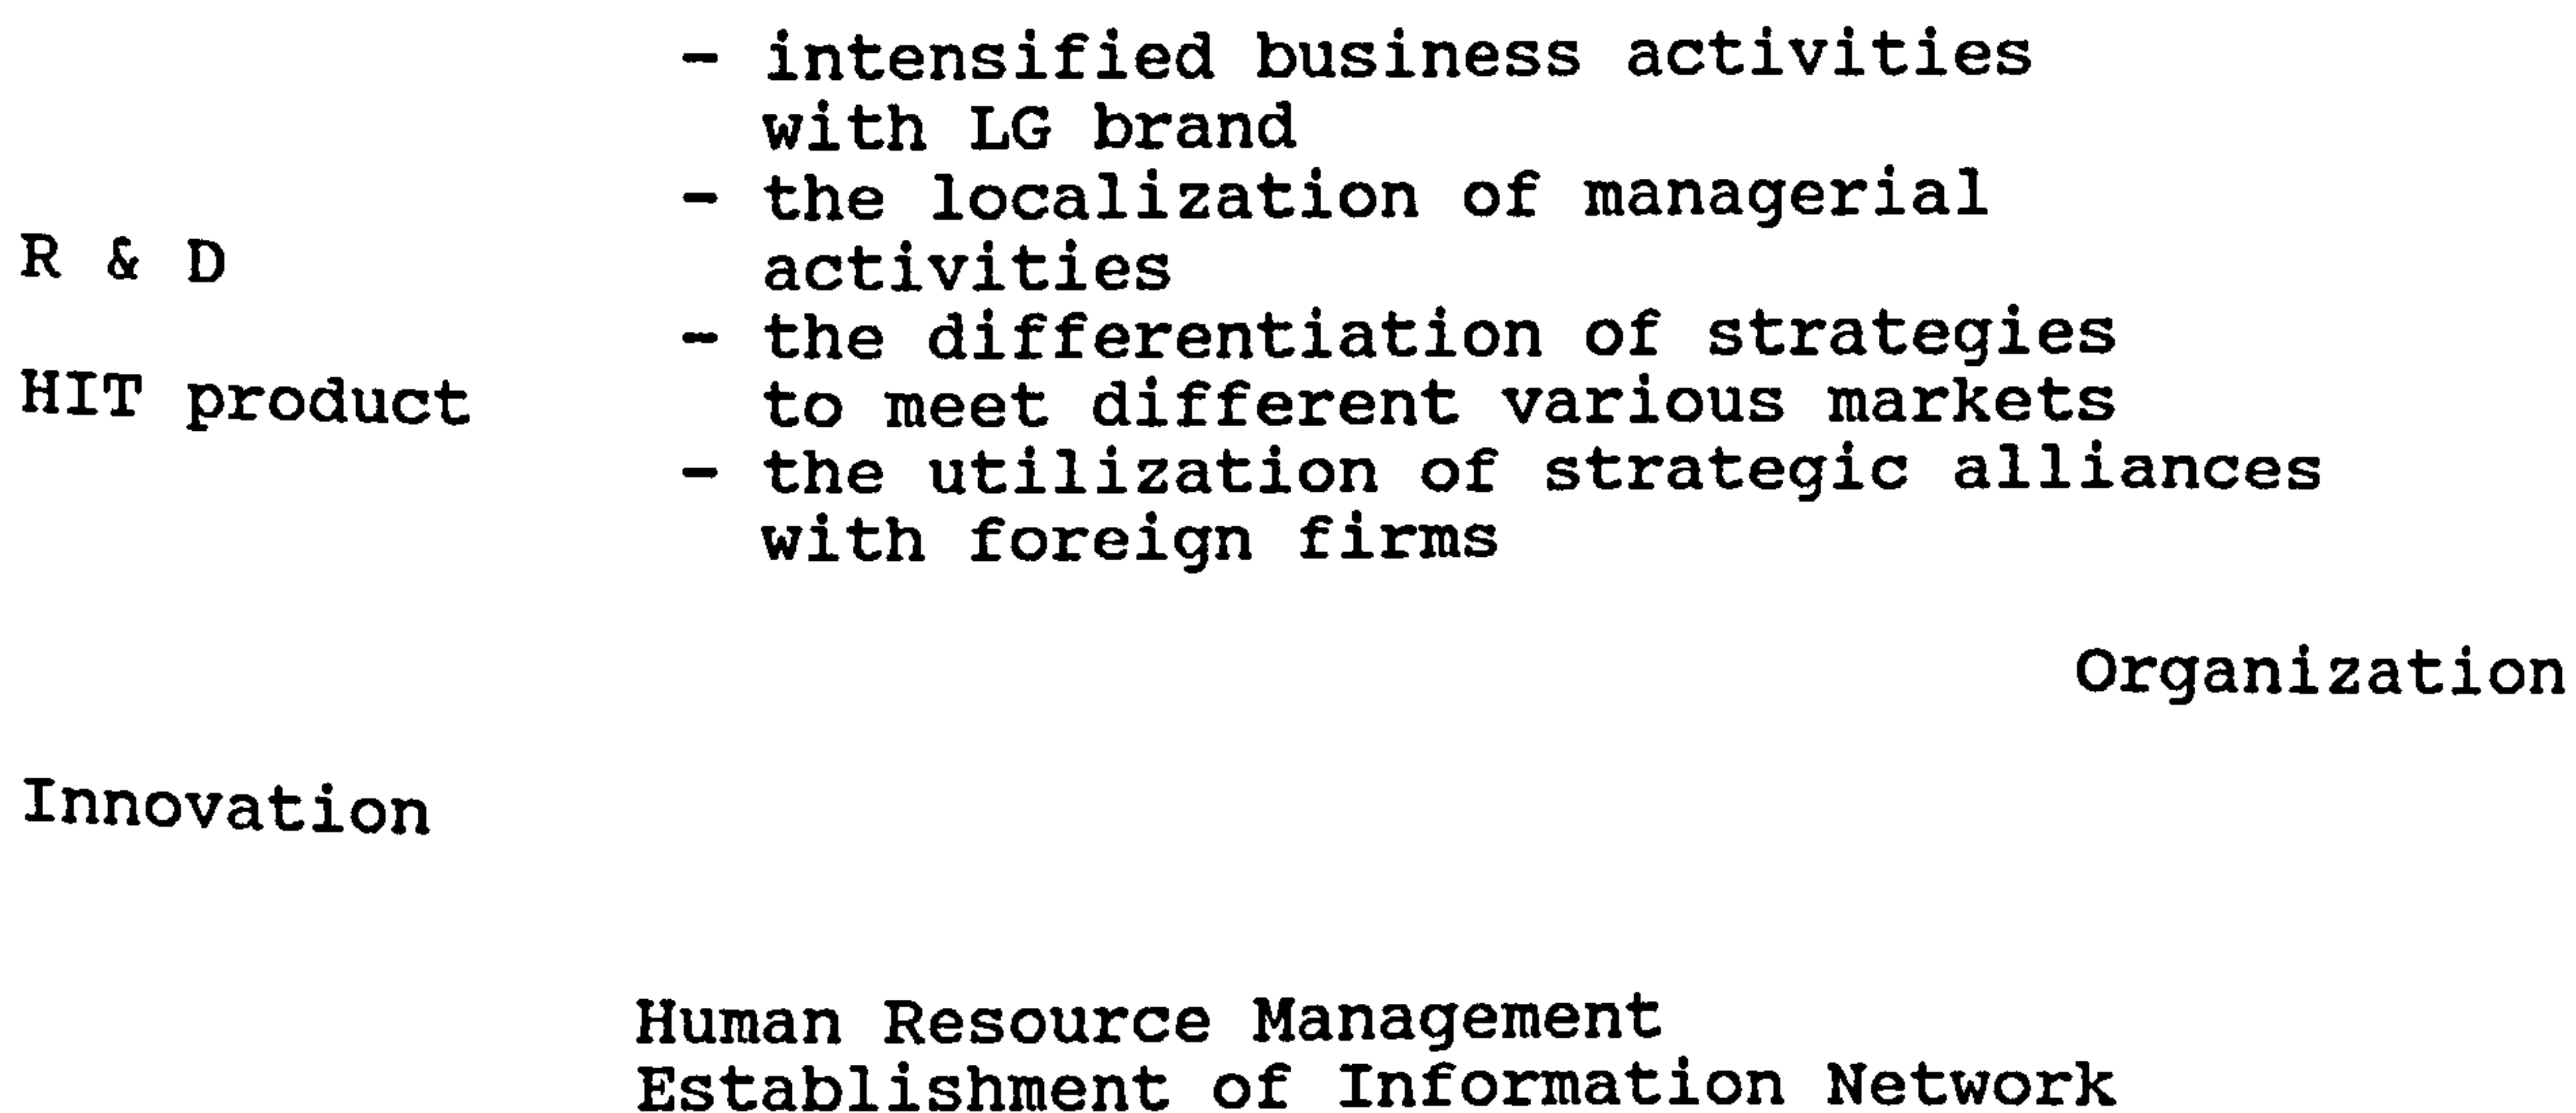 - intensified business activities
with LG brand
- the localization of managerial
activities
R & D
- the differentiation of strategies
to meet different various markets
HIT product
- the utilization of strategic alliances
with foreign firms
Organization
Innovation
Human Resource Management
Establishment of Information Network